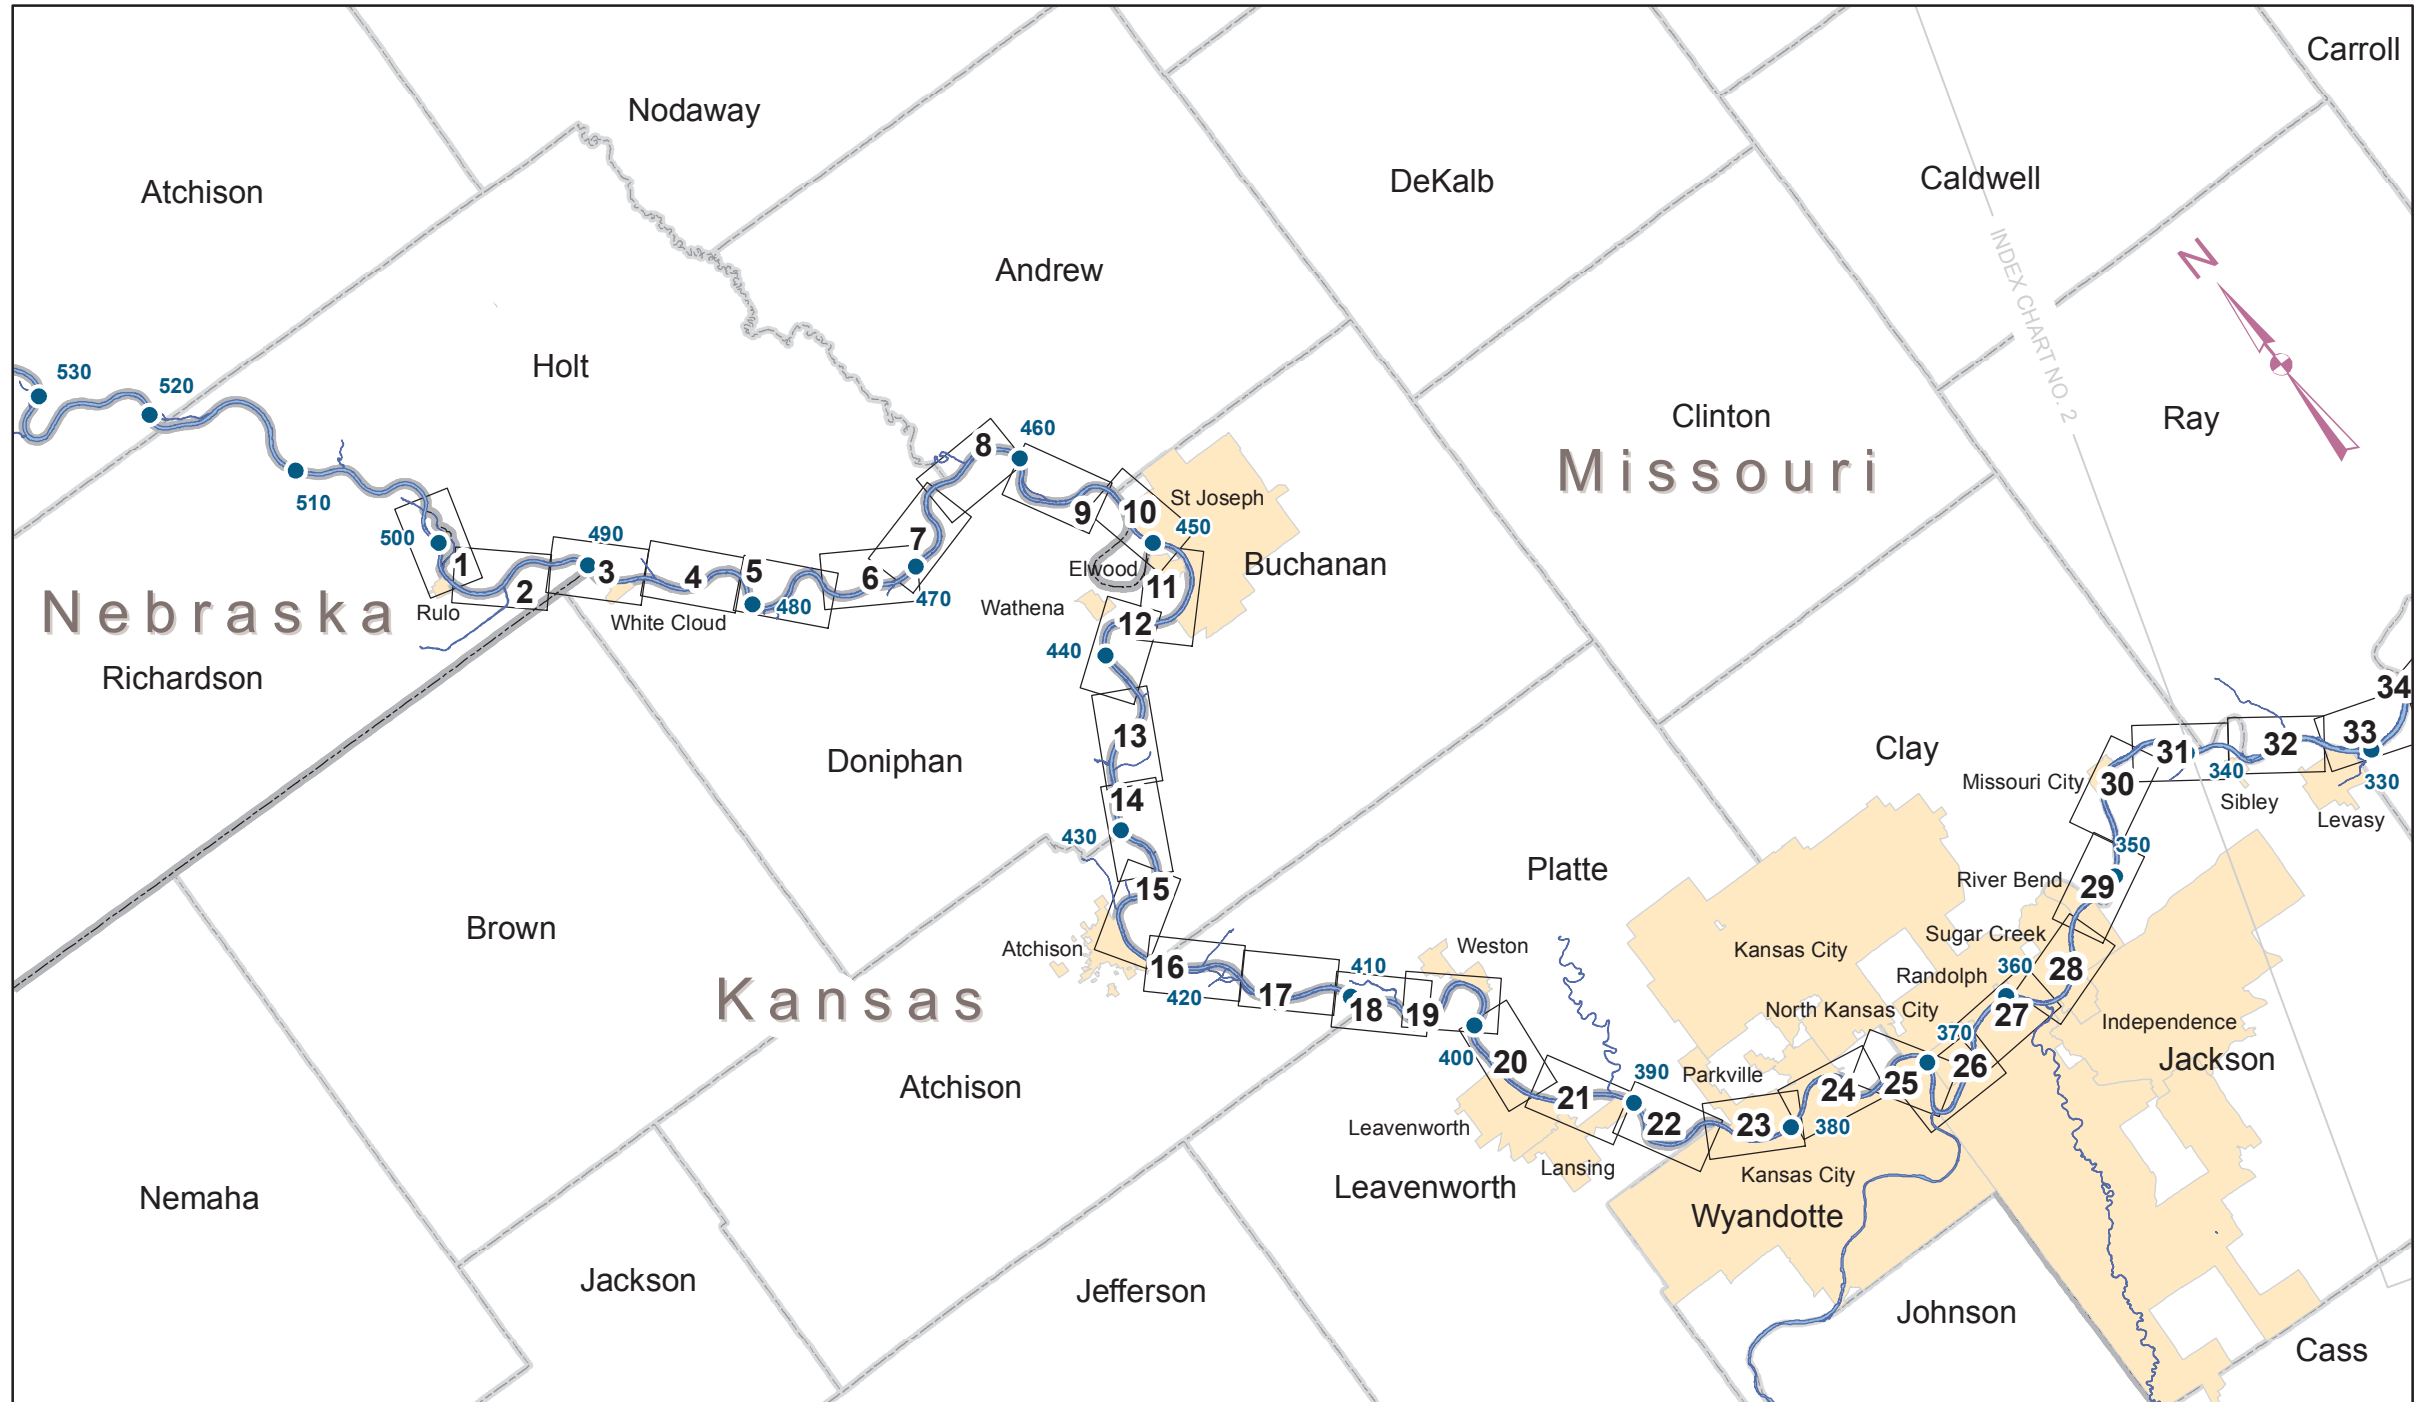 Carroll
Nodaway
Atchison
DeKalb
Caldwell
INDEX CHART NO. 2
N
Andrew
Holt
530
520
Clinton
Ray
Missouri
460
8
510
9
10
St Joseph
450
500
490
7
1
2
3
4
5
6
480
470
Elwood
11
Buchanan
Wathena
12
Rulo
White Cloud
Nebraska
440
Richardson
34
13
33
32
31
Clay
Doniphan
Missouri City
30
340
330
Sibley
Levasy
14
430
350
Platte
River Bend
29
15
Brown
Atchison
Weston
Kansas City
Sugar Creek
16
410
Randolph
360
28
420
17
18
19
North Kansas City
27
Independence
Kansas
370
400
20
Jackson
26
390
Parkville
25
24
Atchison
21
22
23
380
Leavenworth
Lansing
Kansas City
Leavenworth
Nemaha
Wyandotte
Jackson
Jefferson
Johnson
Cass